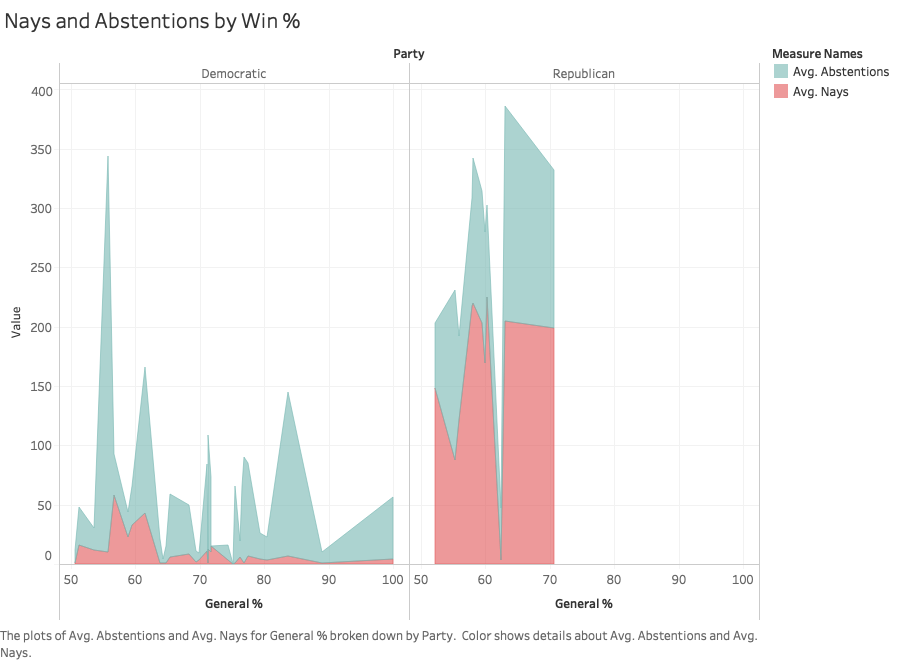 Nays and Abstentions by Win %
Party
Measure Names
Democratic
Republican
Avg. Abstentions
Avg. Nays
400
350
300
250
200
150
100
50
0
Value
50 60 70 80 90 100
50 60 70 80 90 100
General %
General %
The plots of Avg. Abstentions and Avg. Nays for General % broken down by Party. Color shows details about Avg. Abstentions and Avg.
Nays.